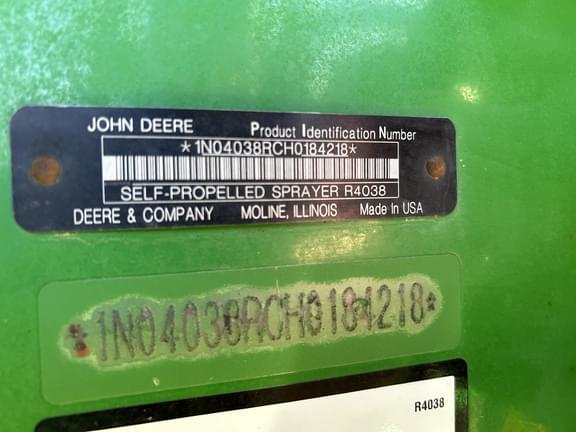 JOHN DEERE Product Identification Number
*1N04038RCH0184218*
SELF-PROPELLED SPRAYER R4038
DEERE & COMPANY MOLINE, ILLINOIS Made in USA
*1N04038RCH0184218*
R4038